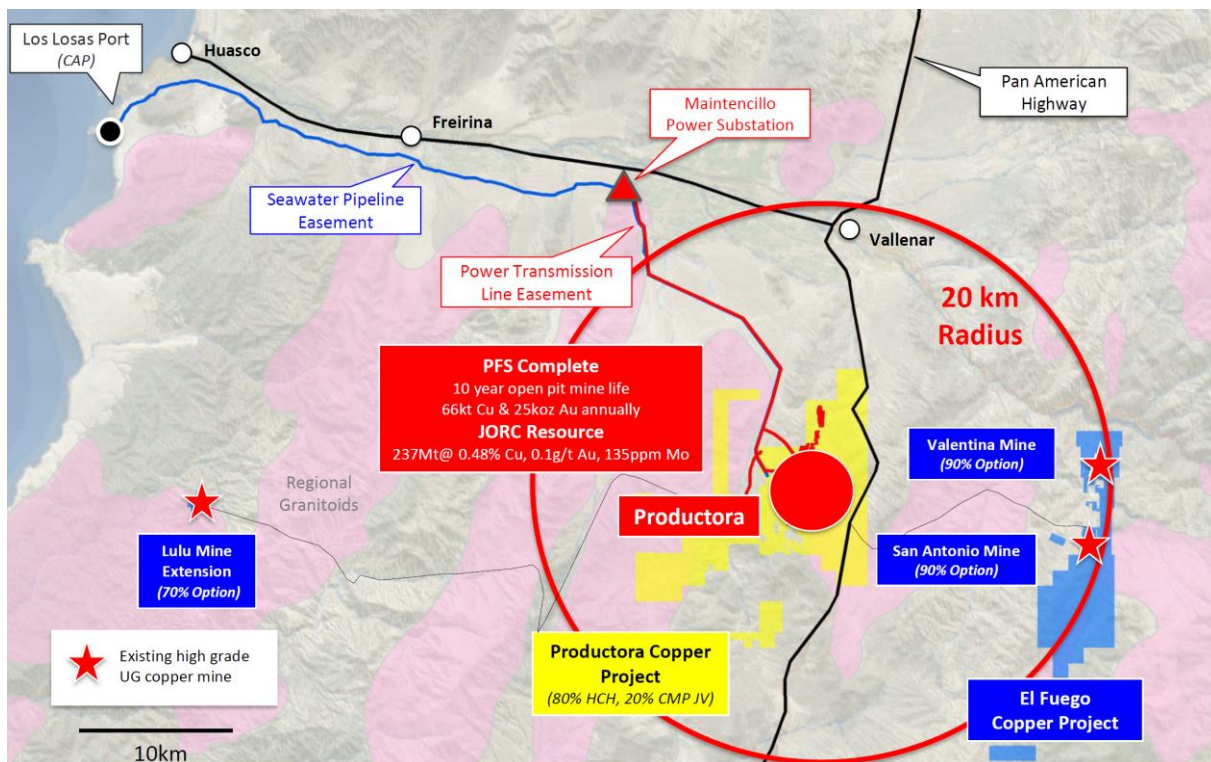 Los Losas Port
(CAP)
Huasco
Pan American
Highway
Maintencillo
Power Substation
Freirina
Seawater Pipeline
Easement
Vallenar
Power Transmission
Line Easement
20 km
Radius
PFS Complete
10 year open pit mine life
66kt Cu & 25koz Au annually
JORC Resource
237Mt@ 0.48% Cu, 0.1g/t Au, 135ppm Mo
Valentina Mine
(90% Option)
Regional
Granitoids
Productora
Lulu Mine
Extension
(70% Option)
San Antonio Mine
(90% Option)
Existing high grade
UG copper mine
Productora Copper
Project
(80% HCH, 20% CMP JV)
El Fuego
Copper Project
10km